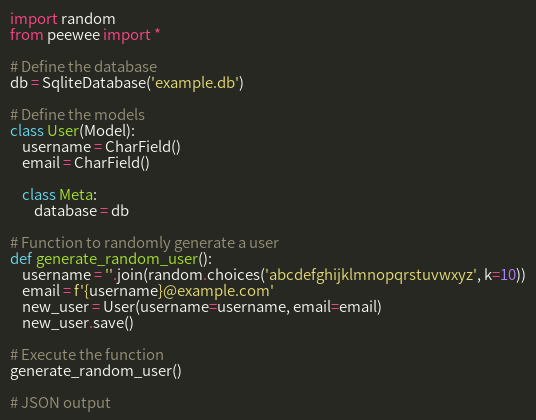 import random
from peewee import *
# Define the database
db = SqliteDatabase('example.db')
# Define the models
class User(Model):
    username = CharField()
    email = CharField()
    class Meta:
        database = db
# Function to randomly generate a user
def generate_random_user():
    username = ''.join(random.choices('abcdefghijklmnopqrstuvwxyz', k=10))
    email = f'{username}@example.com'
    new_user = User(username=username, email=email)
    new_user.save()
# Execute the function
generate_random_user()
# JSON output